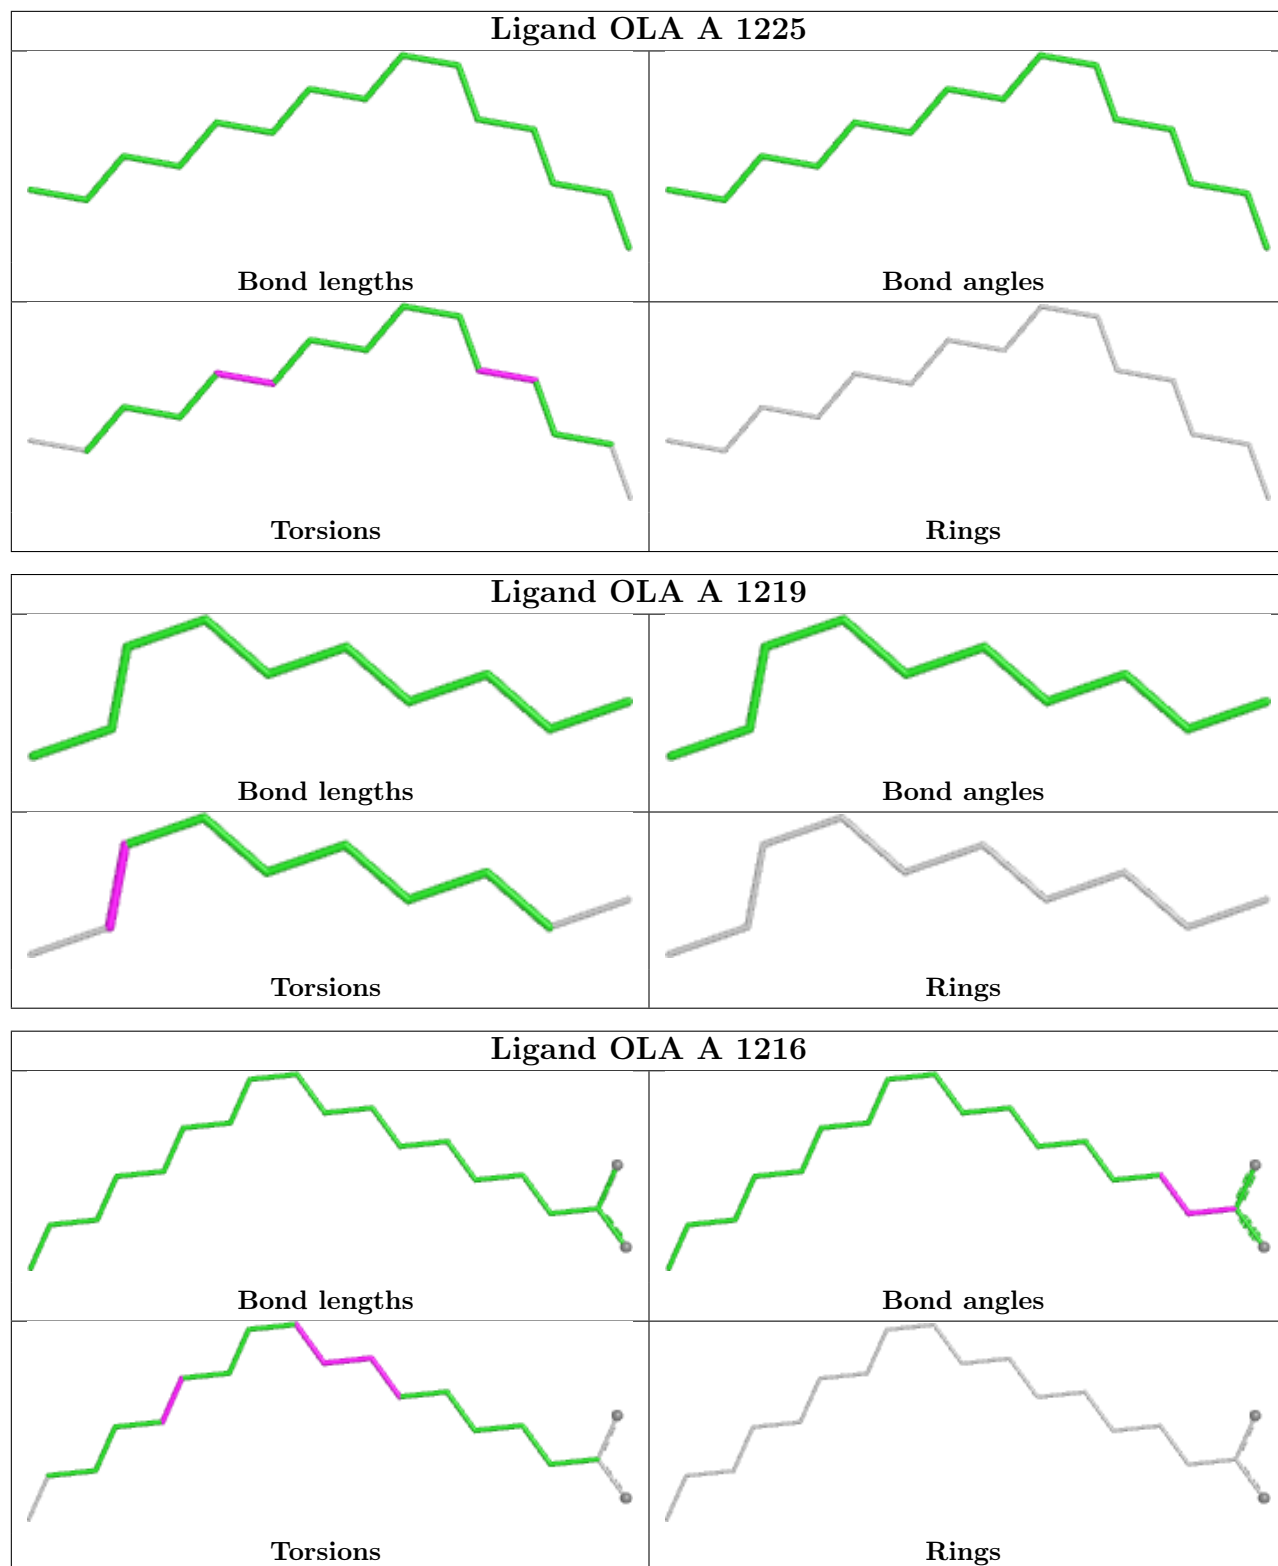 Ligand OLA A 1225
Bond lengths
Bond angles
Torsions
Rings
Ligand OLA A 1219
Bond lengths
Bond angles
Torsions
Rings
Ligand OLA A 1216
Bond lengths
Bond angles
Torsions
Rings